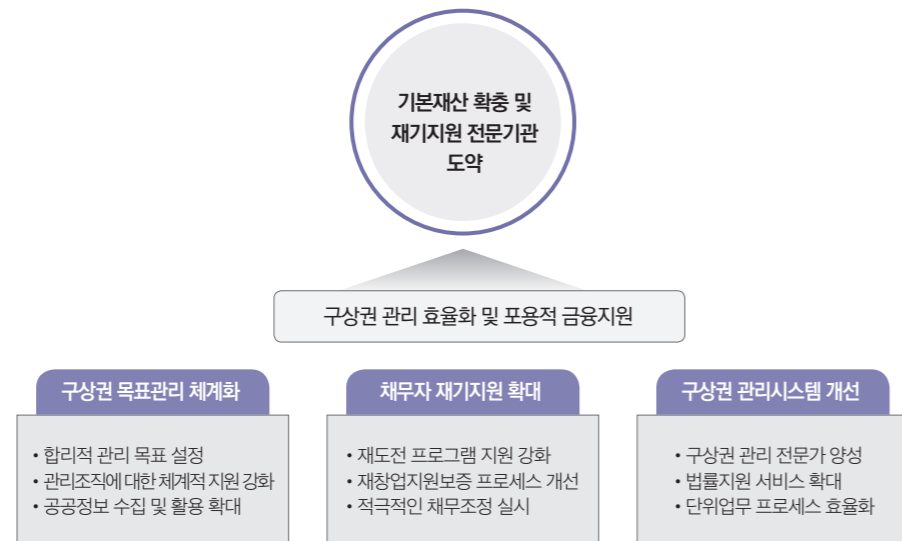 기본재산 확충 및
재기지원 전문기관
도약
구상권 관리 효율화 및 포용적 금융지원
구상권 목표관리 체계화
• 합리적 관리 목표 설정
• 관리조직에 대한 체계적 지원 강화
• 공공정보 수집 및 활용 확대
채무자 재기지원 확대
• 재도전 프로그램 지원 강화
• 재창업지원보증 프로세스 개선
• 적극적인 채무조정 실시
구상권 관리시스템 개선
• 구상권 관리 전문가 양성
• 법률지원 서비스 확대
• 단위업무 프로세스 효율화